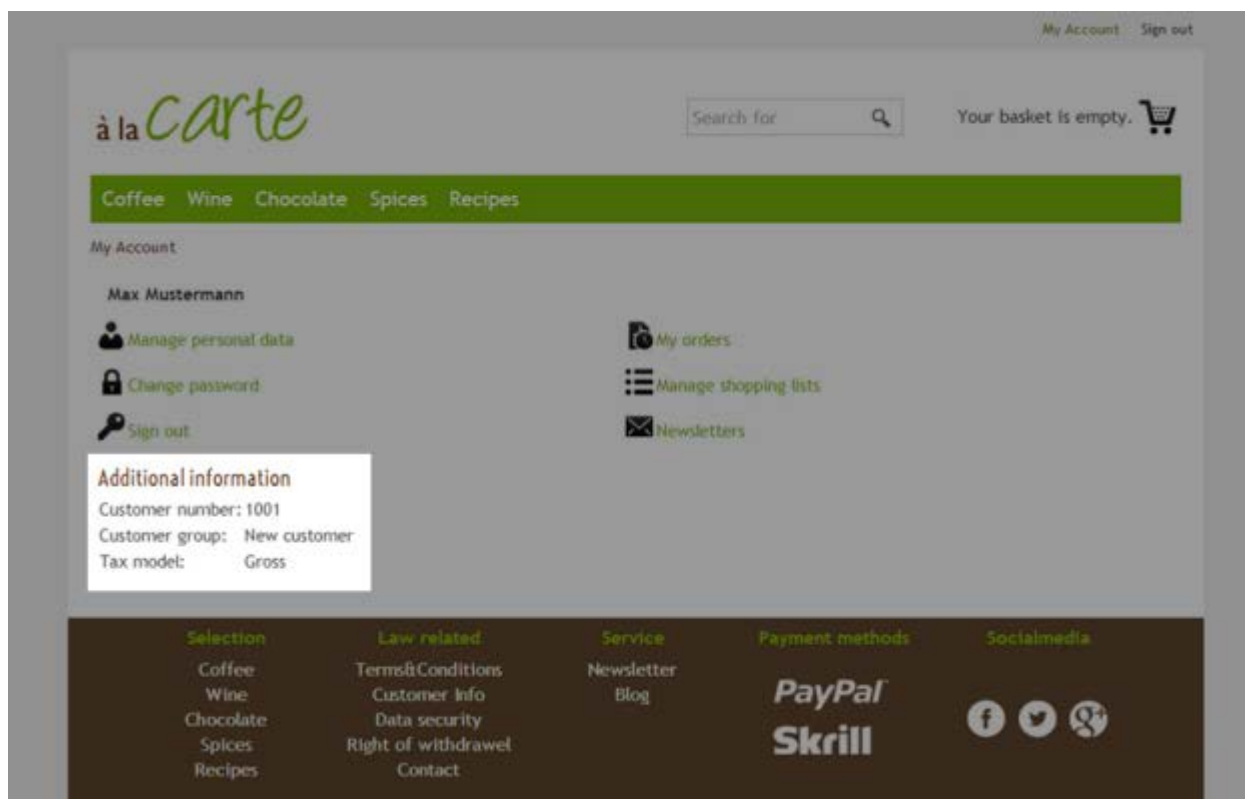 My Account Sign out
à la carte
Search for
Your basket is empty.
Coffee Wine Chocolate Spices Recipes
My Account
Max Mustermann
Manage personal data
My orders
Change password
Manage shopping lists
Sign out
Newsletters
Additional information
Customer number: 1001
Customer group: New customer
Tax model: Gross
Selection
Coffee
Wine
Chocolate
Spices
Recipes
Law related
Terms&Conditions
Customer Info
Data security
Right of withdrawel
Contact
Service
Newsletter
Blog
Payment methods
PayPal
Skrill
Socialmedia
f g+